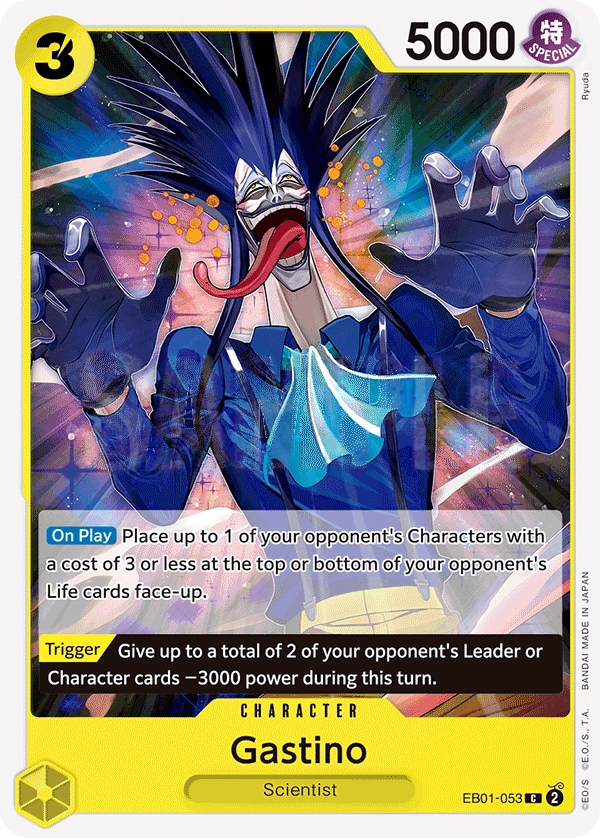 3
5000
特
SPECIAL
Ryuda
SAMPLE
On Play Place up to 1 of your opponent's Characters with
a cost of 3 or less at the top or bottom of your opponent's
Life cards face-up.
Trigger Give up to a total of 2 of your opponent's Leader or
Character cards −3000 power during this turn.
CHARACTER
Gastino
Scientist
EB01-053 C 2
©EO/S ©E.O./S., T.A. BANDAI MADE IN JAPAN